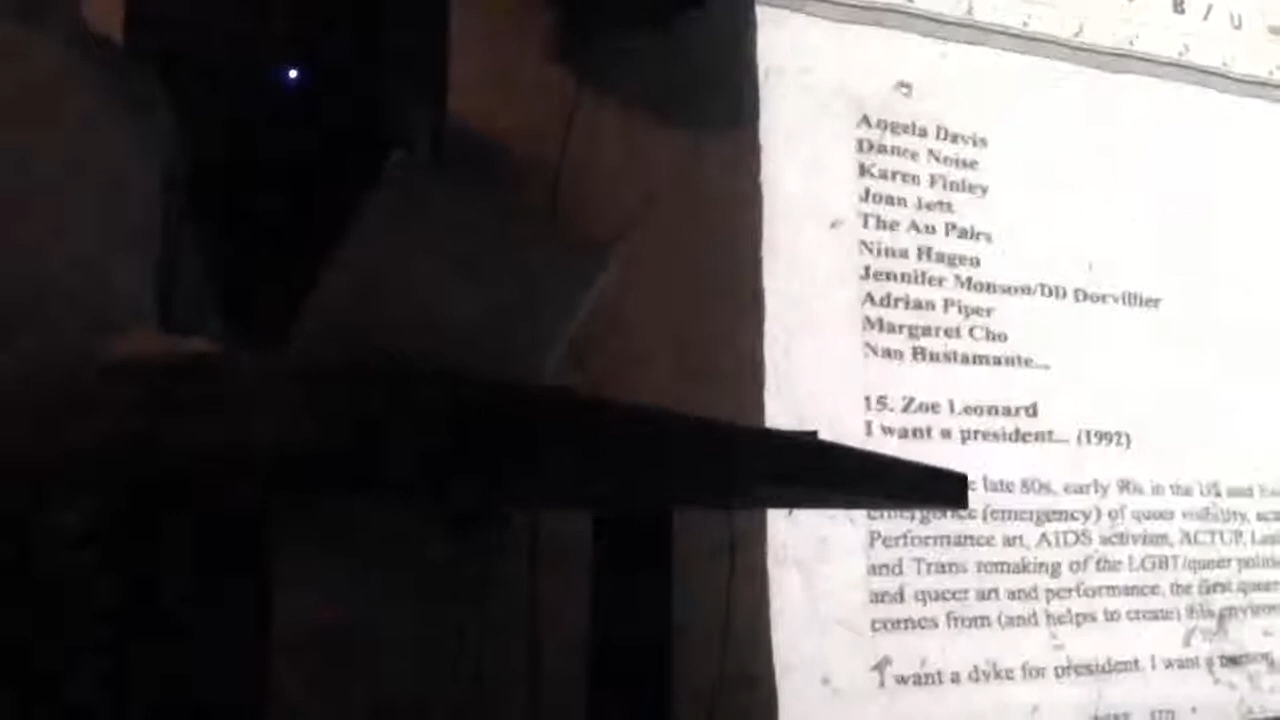 B / U
Angela Davis
Dance Noise
Karen Finley
Joan Jett
The Au Pairs
Nina Hagen
Jennifer Monson/DD Dorvillier
Adrian Piper
Margaret Cho
Nao Bustamante...
15. Zoe Leonard
I want a president... (1992)
late 80s, early 90s in the US and
emergence (emergency) of queer visibility,
Performance art, AIDS activism, ACTUP,
and Trans remaking of the LGBT/queer
and queer art and performance, the first queer
comes from (and helps to create) this
I want a dyke for president. I want a person